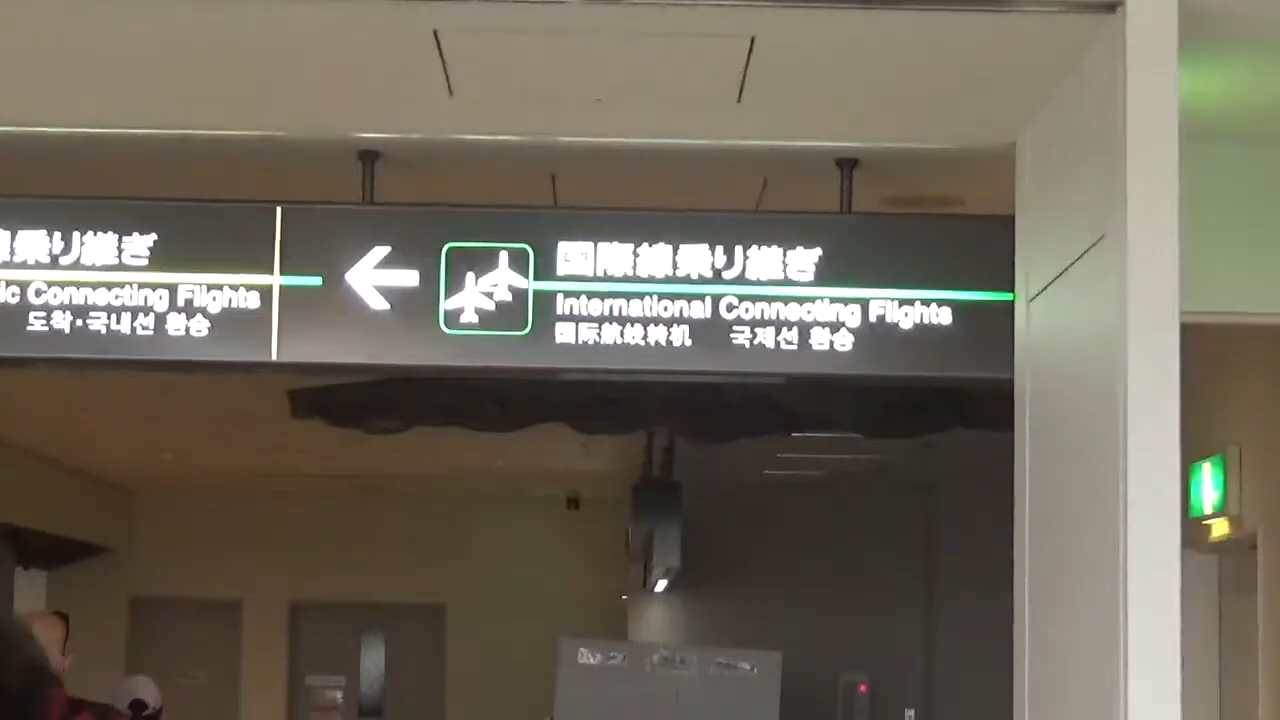 乗り継ぎ
ic Connecting Flights
도착·국내선 환승
国際線乗り継ぎ
International Connecting Flights
国际航线转机 국제선 환승